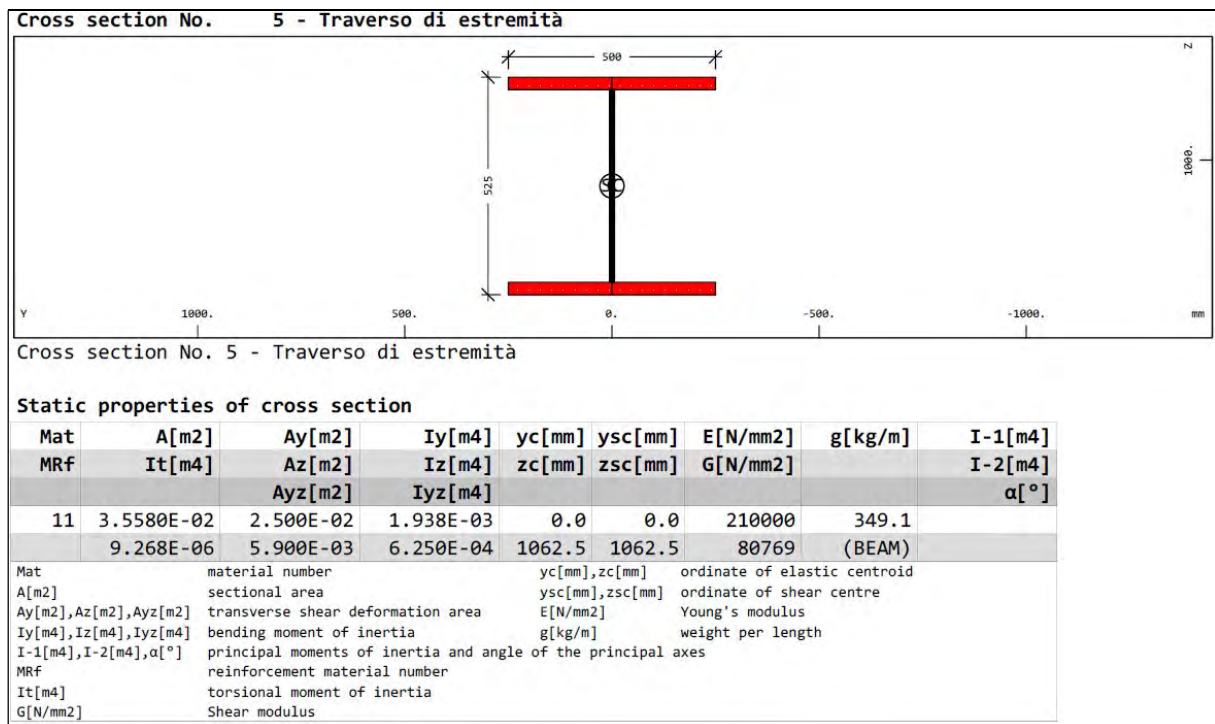 Cross section No. 5 - Traverso di estremità
500
Z
525
SC
1000.
Y 1000. 500. 0. -500. -1000. mm
Cross section No. 5 - Traverso di estremità
Static properties of cross section
Mat A[m2] Ay[m2] Iy[m4] yc[mm] ysc[mm] E[N/mm2] g[kg/m] I-1[m4]
MRf It[m4] Az[m2] Iz[m4] zc[mm] zsc[mm] G[N/mm2] I-2[m4]
Ayz[m2] Iyz[m4] α[°]
11 3.5580E-02 2.500E-02 1.938E-03 0.0 0.0 210000 349.1
9.268E-06 5.900E-03 6.250E-04 1062.5 1062.5 80769 (BEAM)
Mat material number yc[mm],zc[mm] ordinate of elastic centroid
A[m2] sectional area ysc[mm],zsc[mm] ordinate of shear centre
Ay[m2],Az[m2],Ayz[m2] transverse shear deformation area E[N/mm2] Young's modulus
Iy[m4],Iz[m4],Iyz[m4] bending moment of inertia g[kg/m] weight per length
I-1[m4],I-2[m4],α[°] principal moments of inertia and angle of the principal axes
MRf reinforcement material number
It[m4] torsional moment of inertia
G[N/mm2] Shear modulus